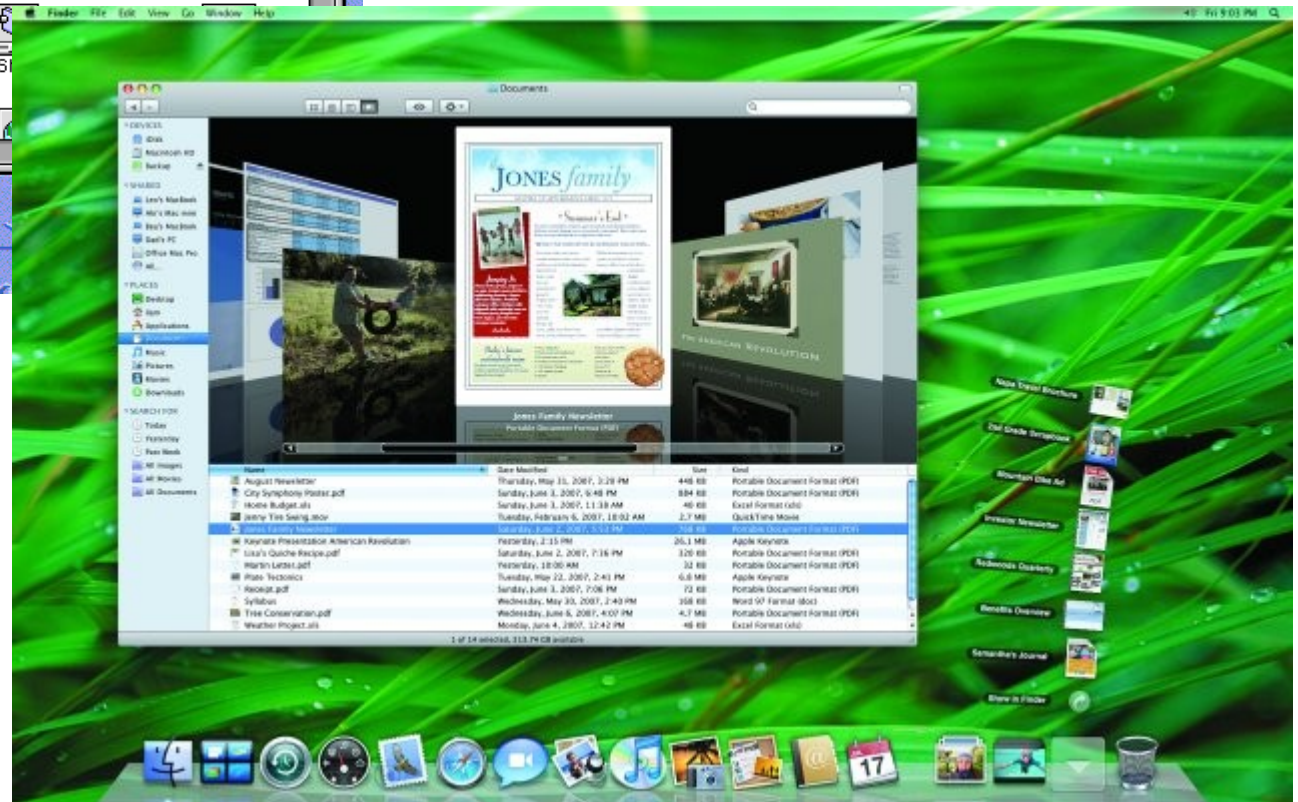 Finder File Edit View Go Window Help
Fri 9:03 PM
Documents
DEVICES
iDisk
Macintosh HD
Backup
SHARED
Leo's MacBook
Abi's Mac mini
Bea's MacBook
Dad's PC
Office Mac Pro
All...
PLACES
Desktop
Applications
Documents
Music
Pictures
Movies
Downloads
SEARCH FOR
Today
Yesterday
Past Week
All Images
All Movies
All Documents
JONES family
Summer's End
THE AMERICAN REVOLUTION
Jones Family Newsletter
Portable Document Format (PDF)
Name Date Modified Size Kind
August Newsletter Thursday, May 31, 2007, 3:28 PM 448 KB Portable Document Format (PDF)
City Symphony Poster.pdf Sunday, June 3, 2007, 6:48 PM 884 KB Portable Document Format (PDF)
Home Budget.xls Sunday, June 3, 2007, 11:38 AM 40 KB Excel Format (xls)
Jenny Tire Swing.mov Tuesday, February 6, 2007, 10:02 AM 2.7 MB QuickTime Movie
Jones Family Newsletter Saturday, June 2, 2007, 5:53 PM 768 KB Portable Document Format (PDF)
Keynote Presentation American Revolution Yesterday, 2:15 PM 26.1 MB Apple Keynote
Lisa's Quiche Recipe.pdf Saturday, June 2, 2007, 7:36 PM 320 KB Portable Document Format (PDF)
Martin Letter.pdf Yesterday, 10:00 AM 32 KB Portable Document Format (PDF)
Plate Tectonics Tuesday, May 22, 2007, 2:41 PM 6.8 MB Apple Keynote
Receipt.pdf Sunday, June 3, 2007, 7:06 PM 72 KB Portable Document Format (PDF)
Syllabus Wednesday, May 30, 2007, 2:40 PM 168 KB Word 97 Format (doc)
Tree Conservation.pdf Wednesday, June 6, 2007, 4:07 PM 4.7 MB Portable Document Format (PDF)
Weather Project.xls Monday, June 4, 2007, 12:42 PM 48 KB Excel Format (xls)
1 of 14 selected, 313.74 GB available
Napa Travel Brochure
2nd Grade Scrapbook
Mountain Bike Ad
Investor Newsletter
Redwoods Quarterly
Benefits Overview
Samantha's Journal
Show in Finder
17